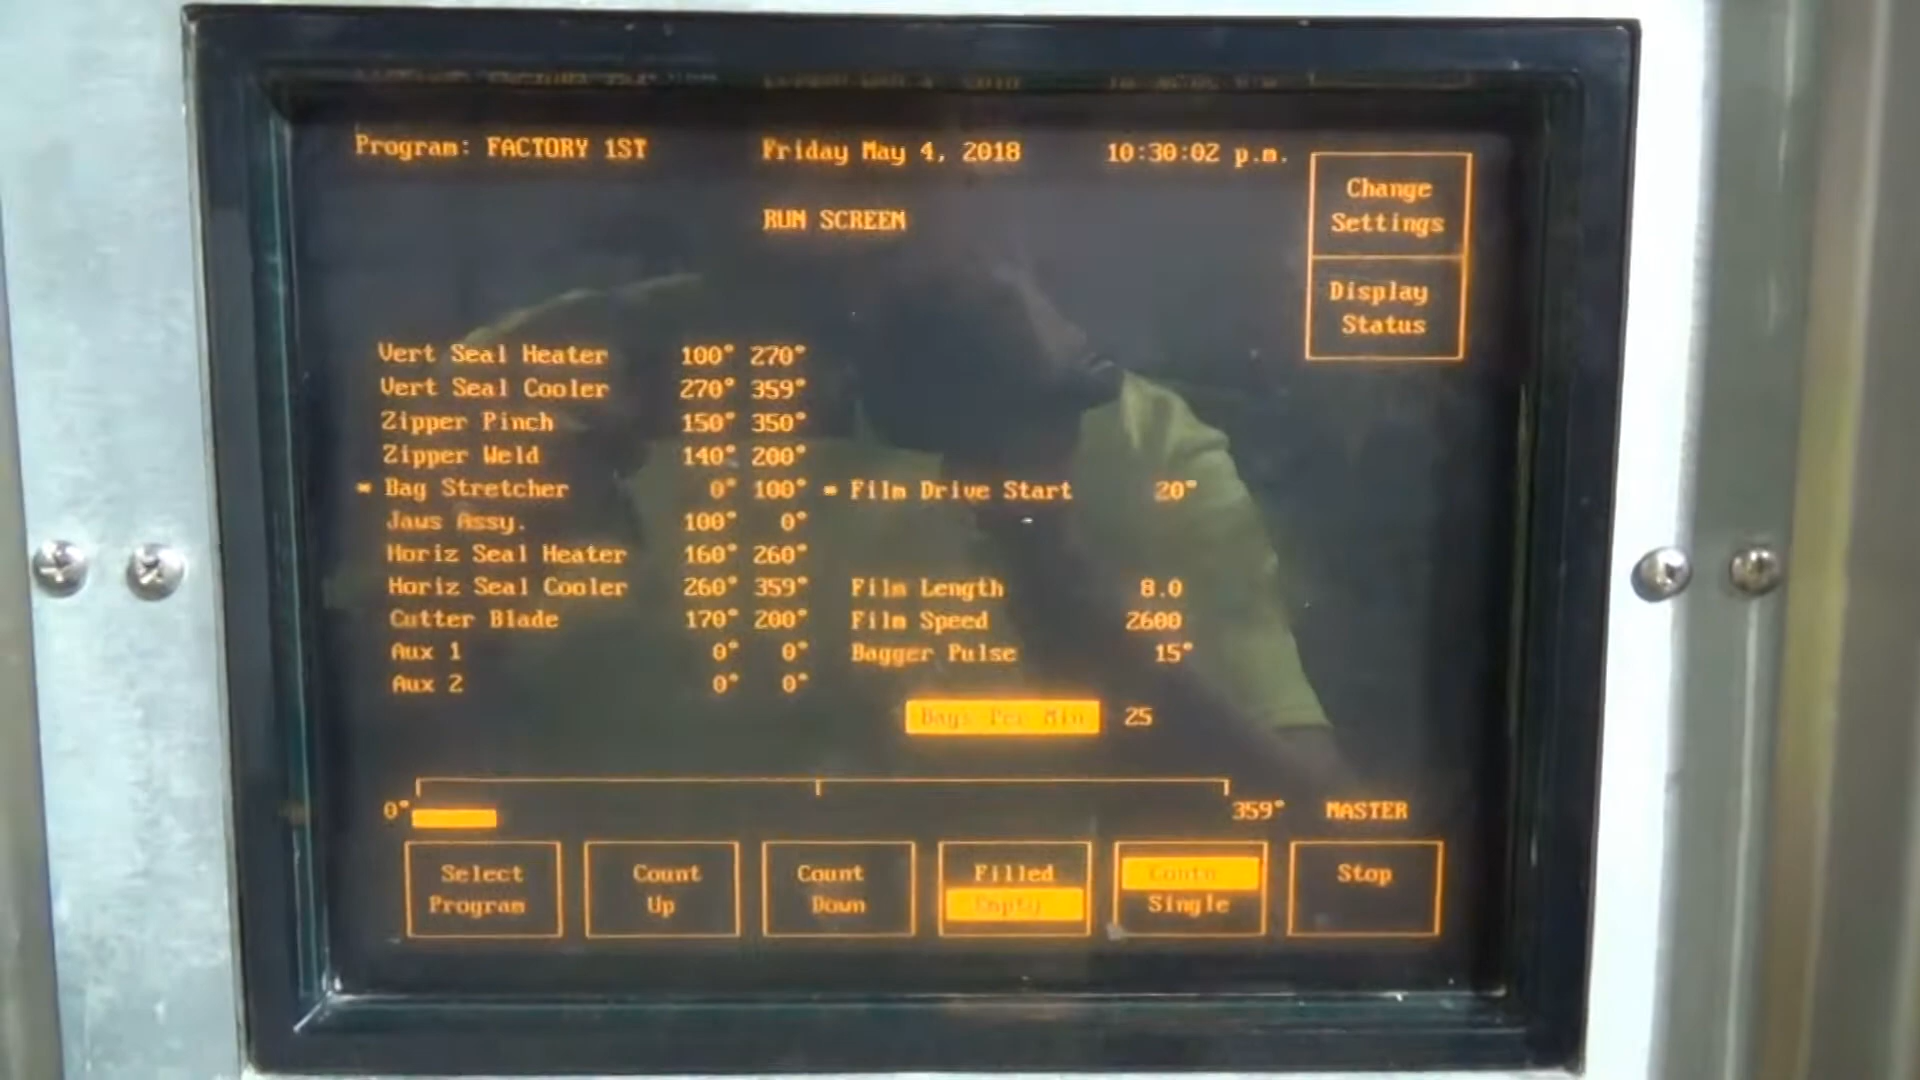 Program: FACTORY 1ST Friday May 4, 2018 10:30:02 p.m.
Change
Settings
RUN SCREEN
Display
Status
Vert Seal Heater 100° 270°
Vert Seal Cooler 270° 359°
Zipper Pinch 150° 350°
Zipper Weld 140° 200°
Bag Stretcher 0° 100° Film Drive Start 20°
Jaws Assy. 100° 0°
Horiz Seal Heater 160° 260°
Horiz Seal Cooler 260° 359° Film Length 8.0
Cutter Blade 170° 200° Film Speed 2600
Aux 1 0° 0° Bagger Pulse 15°
Aux 2 0° 0°
Bags Per Min 25
0° 359° MASTER
Select
Program
Count
Up
Count
Down
Filled
Empty
Single
Stop